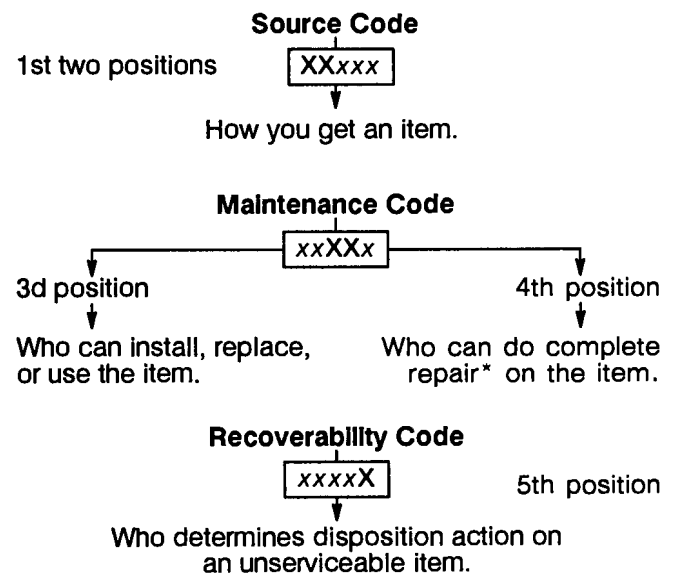 Source Code
1st two positions XXxxx
How you get an item.
Maintenance Code
xxXXx
3d position 4th position
Who can install, replace, Who can do complete
or use the item. repair* on the item.
Recoverability Code
xxxxX 5th position
Who determines disposition action on
an unserviceable item.